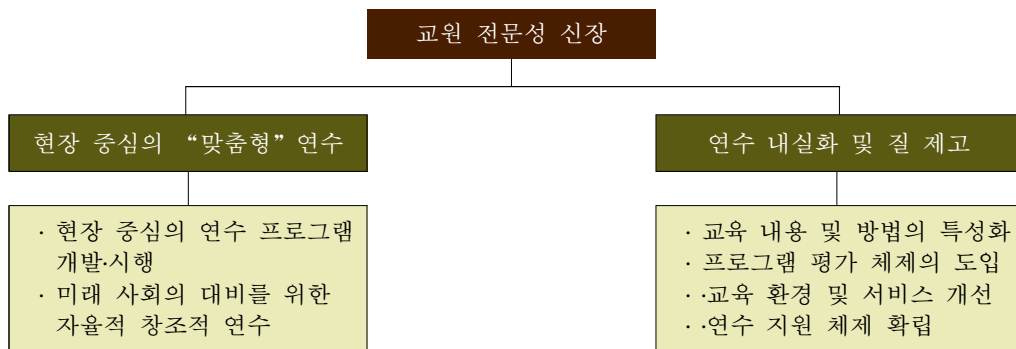 교원 전문성 신장
현장 중심의 “맞춤형” 연수
연수 내실화 및 질 제고
· 현장 중심의 연수 프로그램
개발·시행
· 미래 사회의 대비를 위한
자율적 창조적 연수
· 교육 내용 및 방법의 특성화
· 프로그램 평가 체제의 도입
··교육 환경 및 서비스 개선
··연수 지원 체제 확립